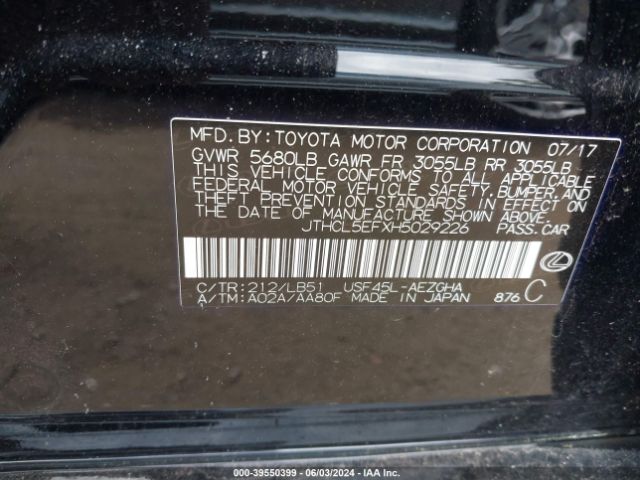 MFD.BY:TOYOTA MOTOR CORPORATION 07/17
GVWR 5680LB GAWR FR 3055LB RR 3055LB
THIS VEHICLE CONFORMS TO ALL APPLICABLE
FEDERAL MOTOR VEHICLE SAFETY,BUMPER,AND
THEFT PREVENTION STANDARDS IN EFFECT ON
THE DATE OF MANUFACTURE SHOWN ABOVE.
JTHCL5EFXH5029226 PASS.CAR
C/TR:212/LB51 USF45L-AEZGHA
A/TM:A02A/AA80F MADE IN JAPAN 876 C
000-39550399 - 06/03/2024 - IAA Inc.